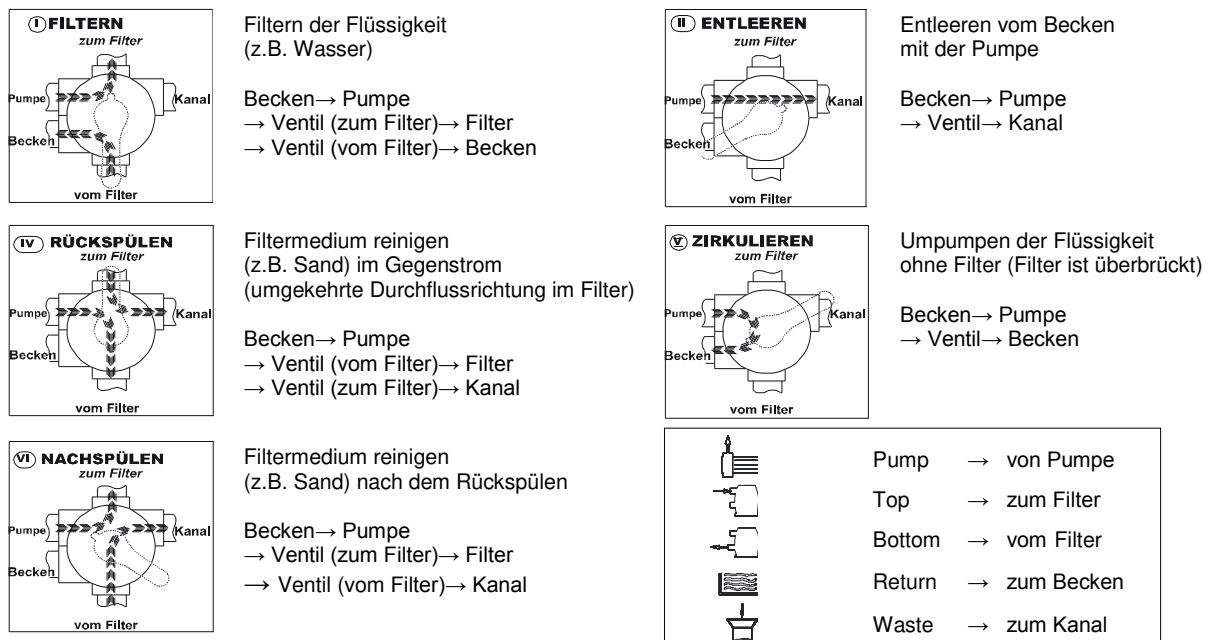 I FILTERN
zum Filter
Pumpe
Kanal
Becken
vom Filter
Filtern der Flüssigkeit
(z.B. Wasser)
Becken→ Pumpe
→ Ventil (zum Filter)→ Filter
→ Ventil (vom Filter)→ Becken
II ENTLEEREN
zum Filter
Pumpe
Kanal
Becken
vom Filter
Entleeren vom Becken
mit der Pumpe
Becken→ Pumpe
→ Ventil→ Kanal
IV RÜCKSPÜLEN
zum Filter
Pumpe
Kanal
Becken
vom Filter
Filtermedium reinigen
(z.B. Sand) im Gegenstrom
(umgekehrte Durchflussrichtung im Filter)
Becken→ Pumpe
→ Ventil (vom Filter)→ Filter
→ Ventil (zum Filter)→ Kanal
V ZIRKULIEREN
zum Filter
Pumpe
Kanal
Becken
vom Filter
Umpumpen der Flüssigkeit
ohne Filter (Filter ist überbrückt)
Becken→ Pumpe
→ Ventil→ Becken
VI NACHSPÜLEN
zum Filter
Pumpe
Kanal
Becken
vom Filter
Filtermedium reinigen
(z.B. Sand) nach dem Rückspülen
Becken→ Pumpe
→ Ventil (zum Filter)→ Filter
→ Ventil (vom Filter)→ Kanal
Pump → von Pumpe
Top → zum Filter
Bottom → vom Filter
Return → zum Becken
Waste → zum Kanal